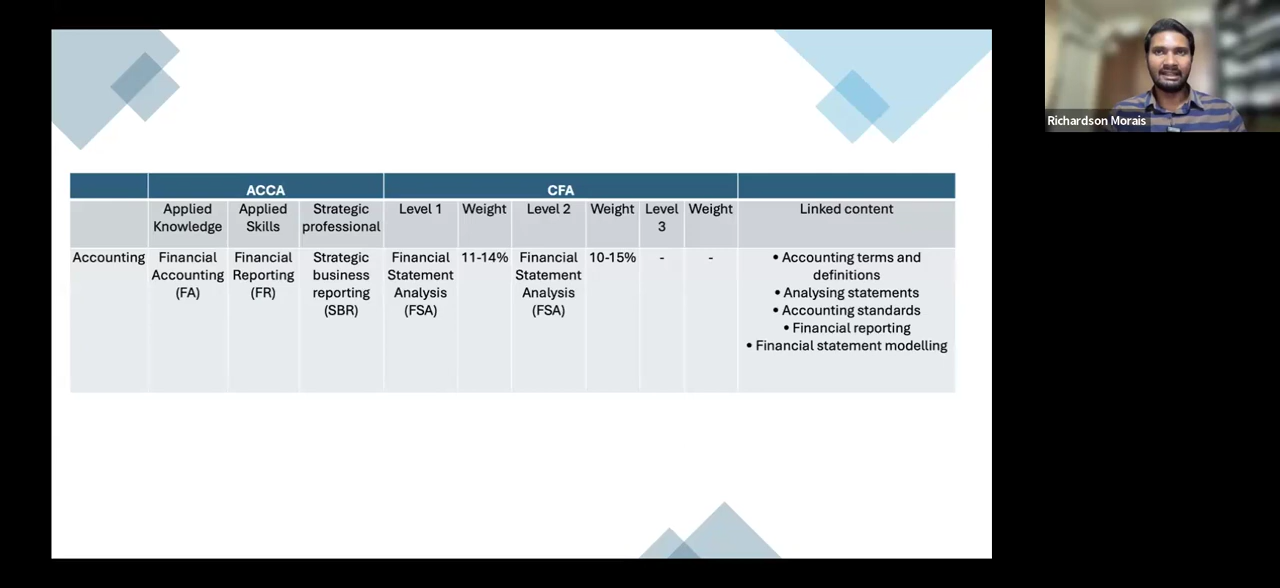 Richardson Morais
ACCA
CFA
Applied Knowledge
Applied Skills
Strategic professional
Level 1
Weight
Level 2
Weight
Level 3
Weight
Linked content
Accounting
Financial Accounting (FA)
Financial Reporting (FR)
Strategic business reporting (SBR)
Financial Statement Analysis (FSA)
11-14%
Financial Statement Analysis (FSA)
10-15%
-
-
• Accounting terms and definitions
• Analysing statements
• Accounting standards
• Financial reporting
• Financial statement modelling